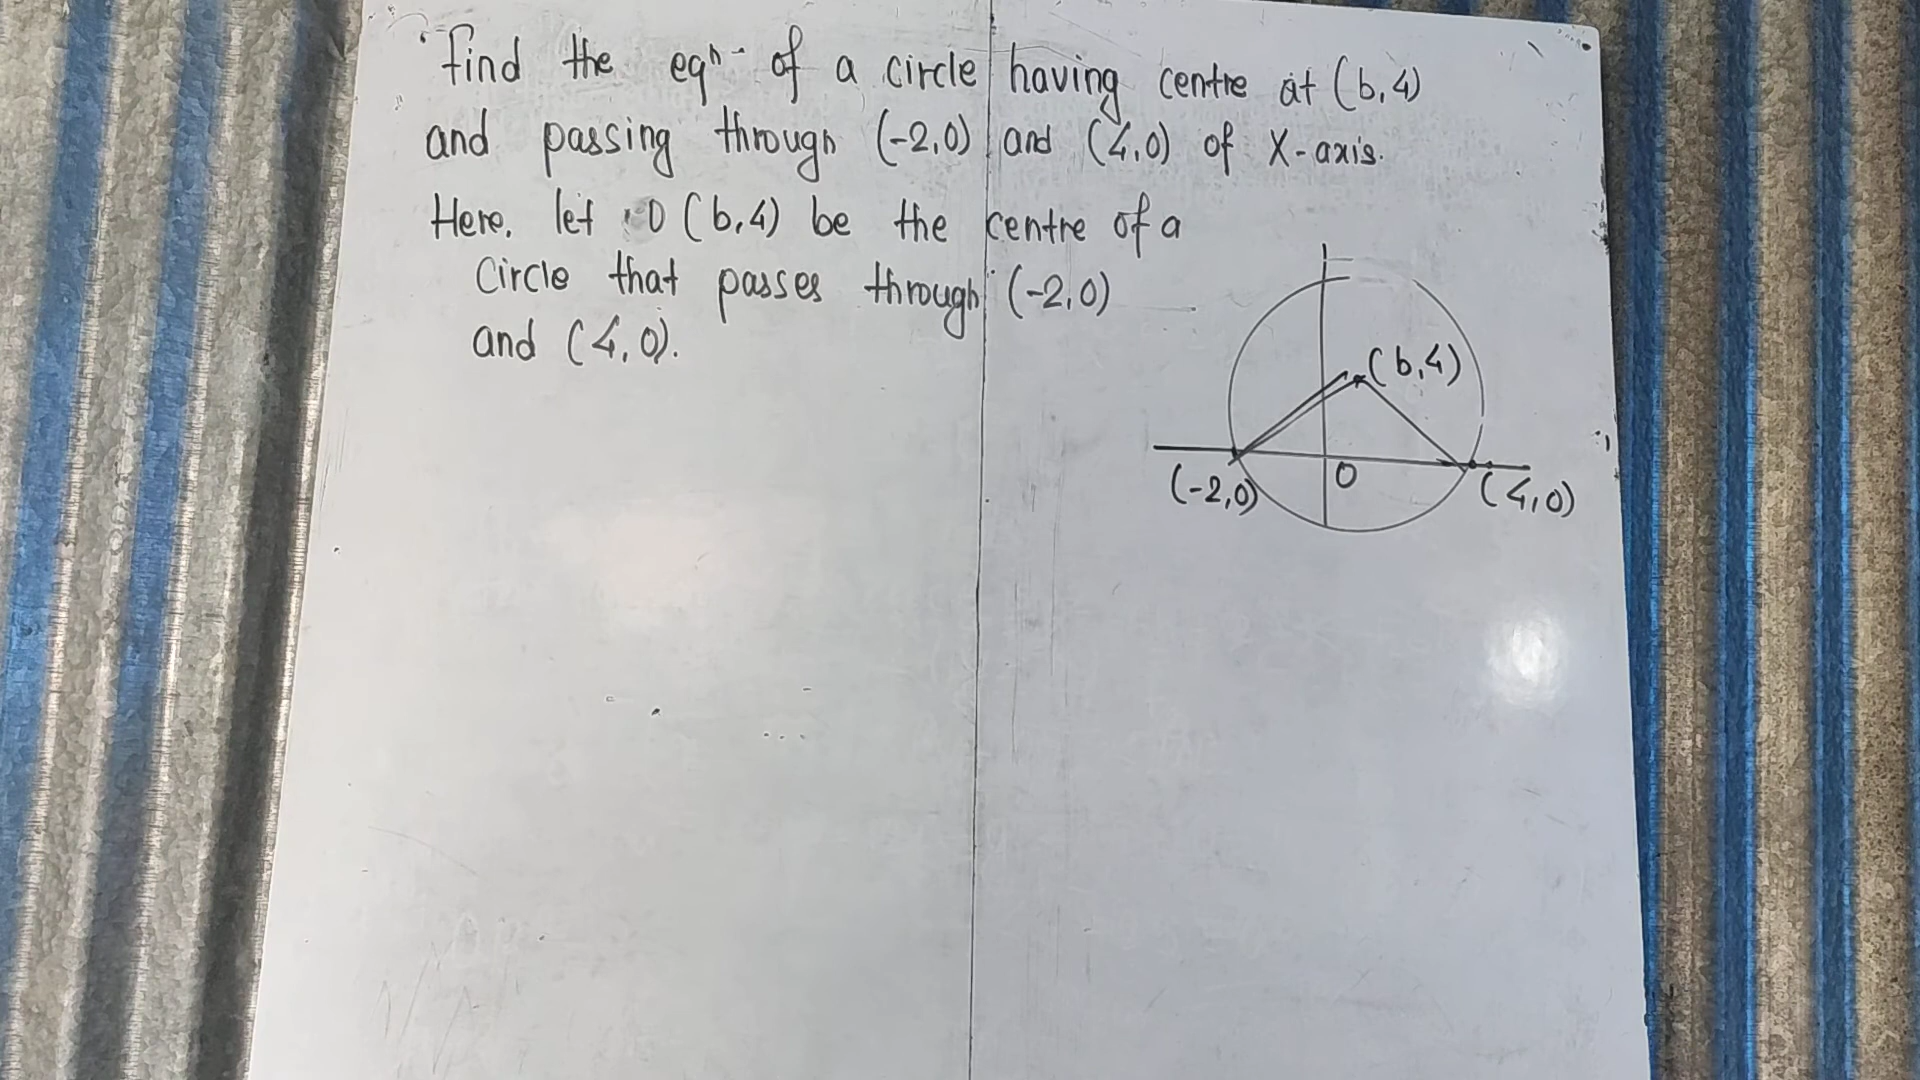 find the eqn of a circle having centre at (b,4)
and passing through (-2,0) and (4,0) of X-axis.
Here, let O (b,4) be the centre of a
Circle that passes through (-2,0)
and (4,0).
(b,4)
(-2,0) O (4,0)